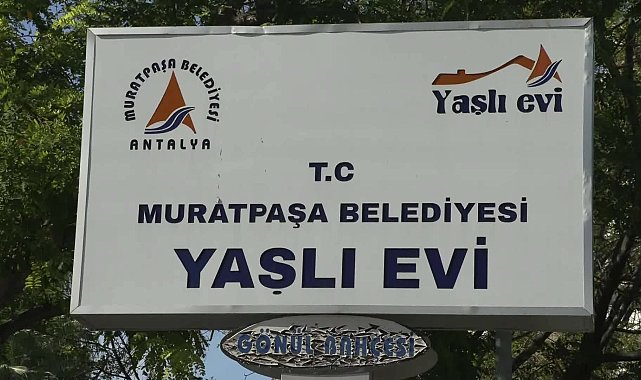 MURATPAŞA BELEDİYESİ
ANTALYA
Yaşlı evi
T.C
MURATPAŞA BELEDİYESİ
YAŞLI EVİ
GÖNÜL BAHÇESİ